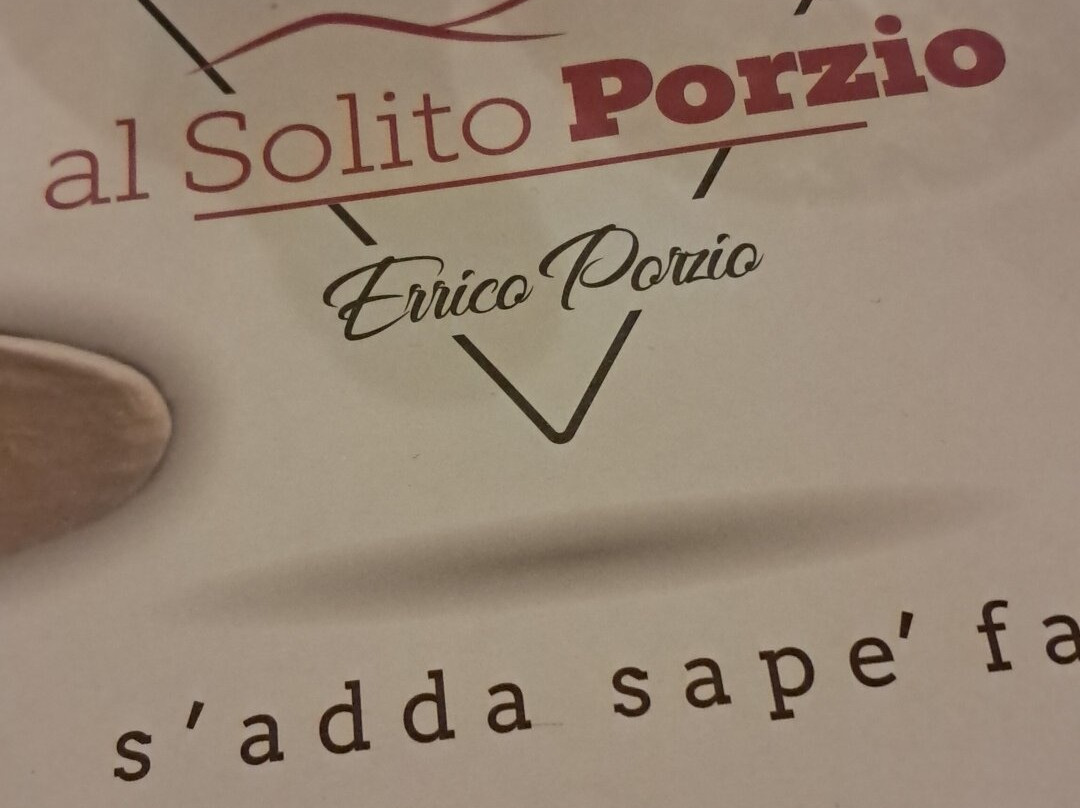 al Solito Porzio
Errico Porzio
s'adda sape' fa